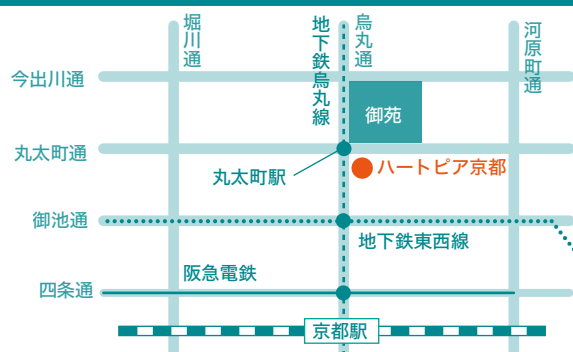 堀川通
地下鉄烏丸線
烏丸通
河原町通
今出川通
御苑
丸太町通
丸太町駅
ハートピア京都
御池通
地下鉄東西線
阪急電鉄
四条通
京都駅